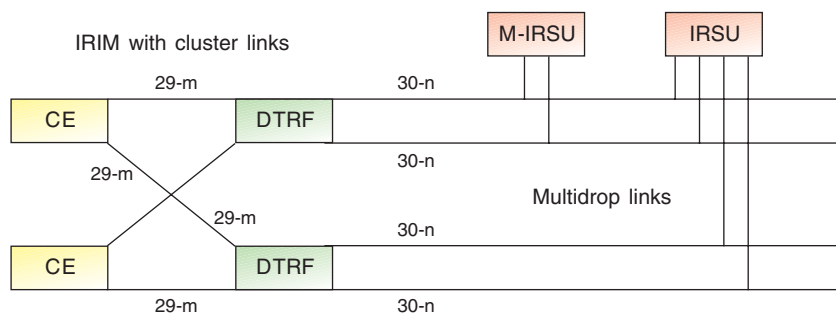 IRIM with cluster links
M-IRSU
IRSU
29-m
30-n
CE
DTRF
30-n
29-m
Multidrop links
29-m
30-n
CE
DTRF
29-m
30-n